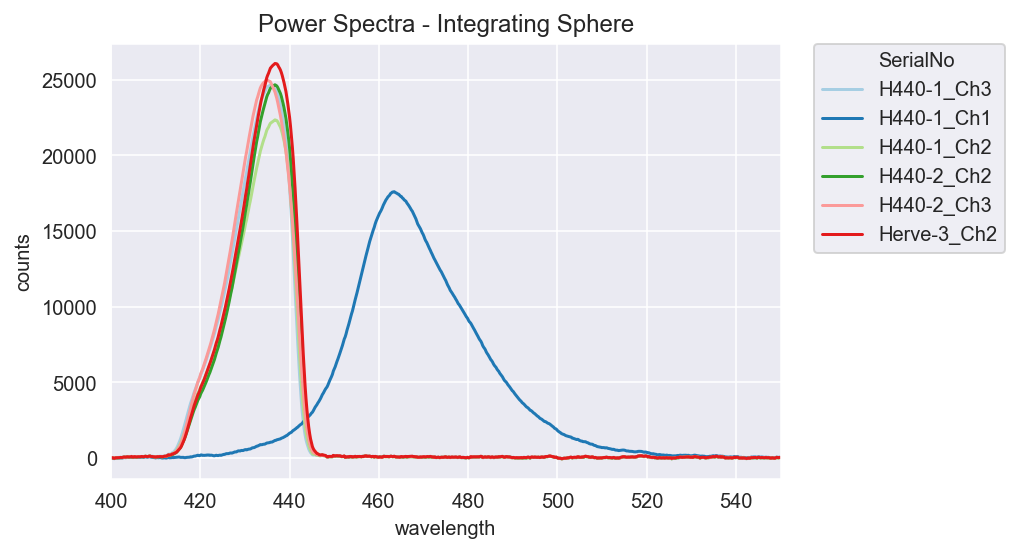 Power Spectra - Integrating Sphere
counts
25000
20000
15000
10000
5000
0
400 420 440 460 480 500 520 540
wavelength
SerialNo
H440-1_Ch3
H440-1_Ch1
H440-1_Ch2
H440-2_Ch2
H440-2_Ch3
Herve-3_Ch2